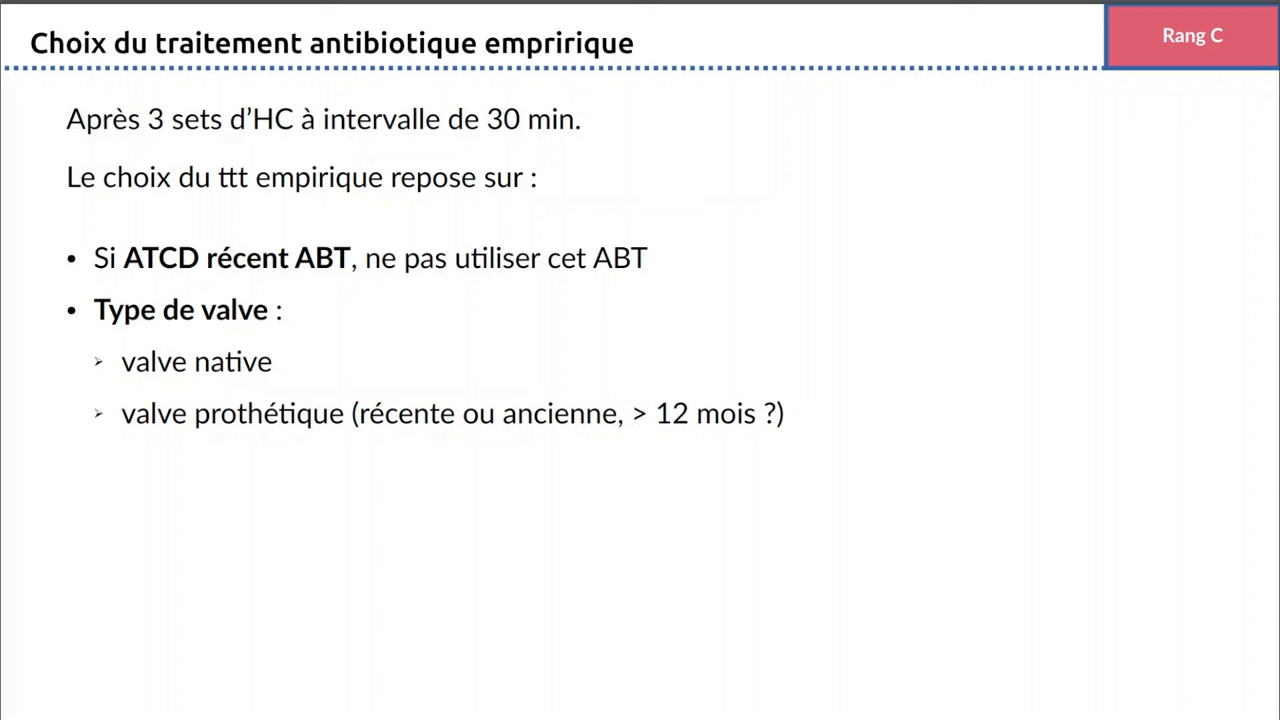 Choix du traitement antibiotique empririque
Rang C
Après 3 sets d’HC à intervalle de 30 min.
Le choix du ttt empirique repose sur :
• Si ATCD récent ABT, ne pas utiliser cet ABT
• Type de valve :
➢ valve native
➢ valve prothétique (récente ou ancienne, > 12 mois ?)